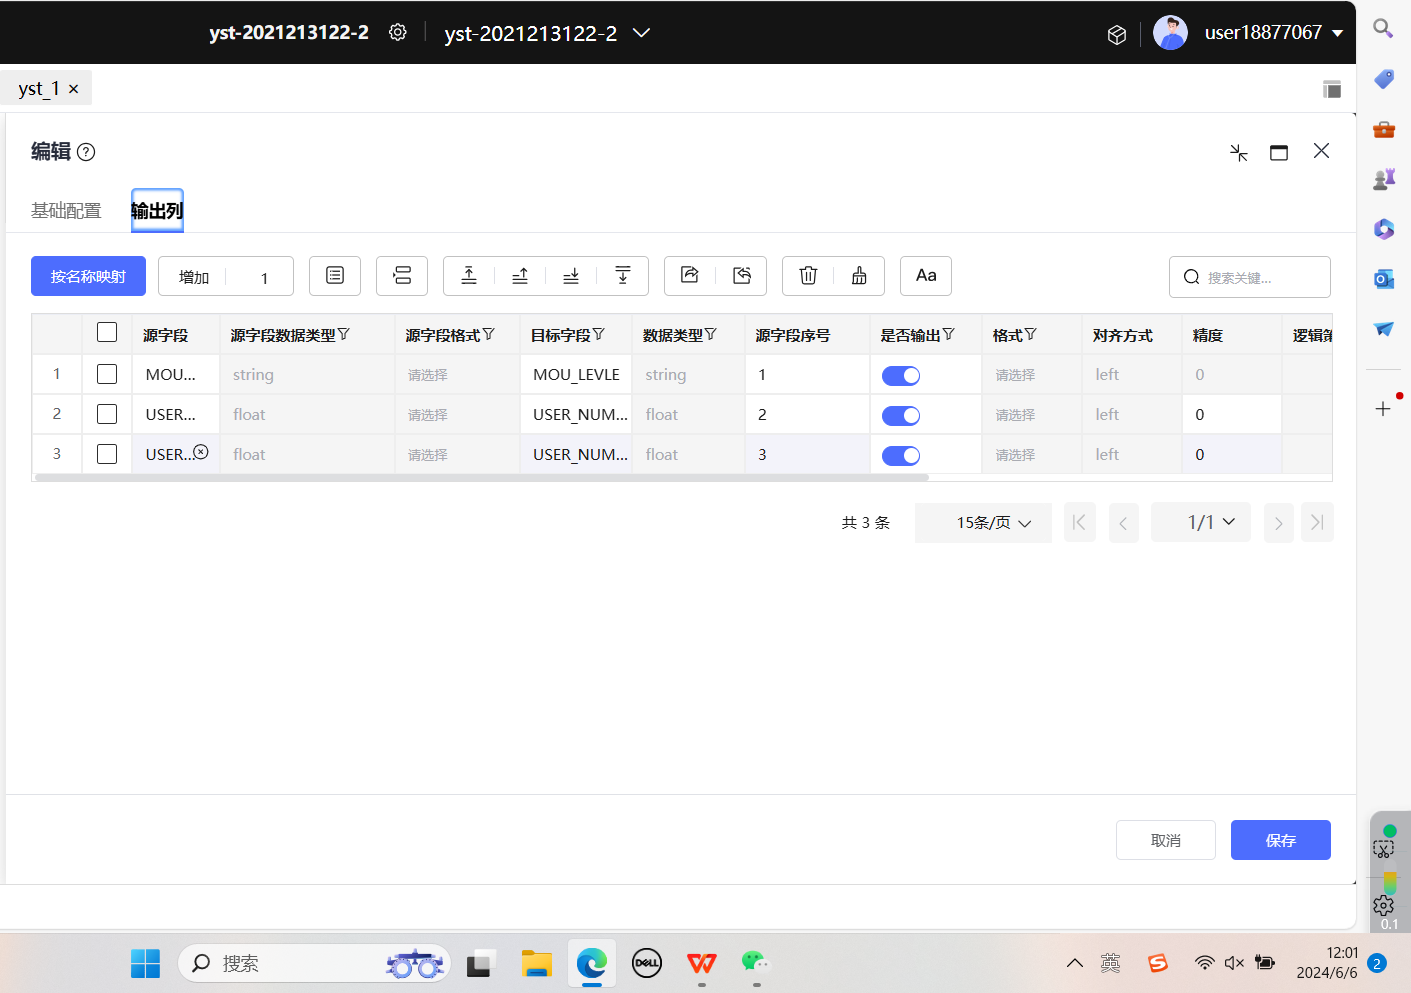 yst-2021213122-2 yst-2021213122-2 user18877067
yst_1 ×
编辑 ?
基础配置 输出列
按名称映射 增加 1 Aa 搜索关键...
源字段 源字段数据类型 源字段格式 目标字段 数据类型 源字段序号 是否输出 格式 对齐方式 精度
1 MOU... string 请选择 MOU_LEVLE string 1 请选择 left 0
2 USER... float 请选择 USER_NUM... float 2 请选择 left 0
3 USER... float 请选择 USER_NUM... float 3 请选择 left 0
共 3 条 15条/页 1/1
取消 保存
0.1
搜索 DELL 英 12:01
2024/6/6 2